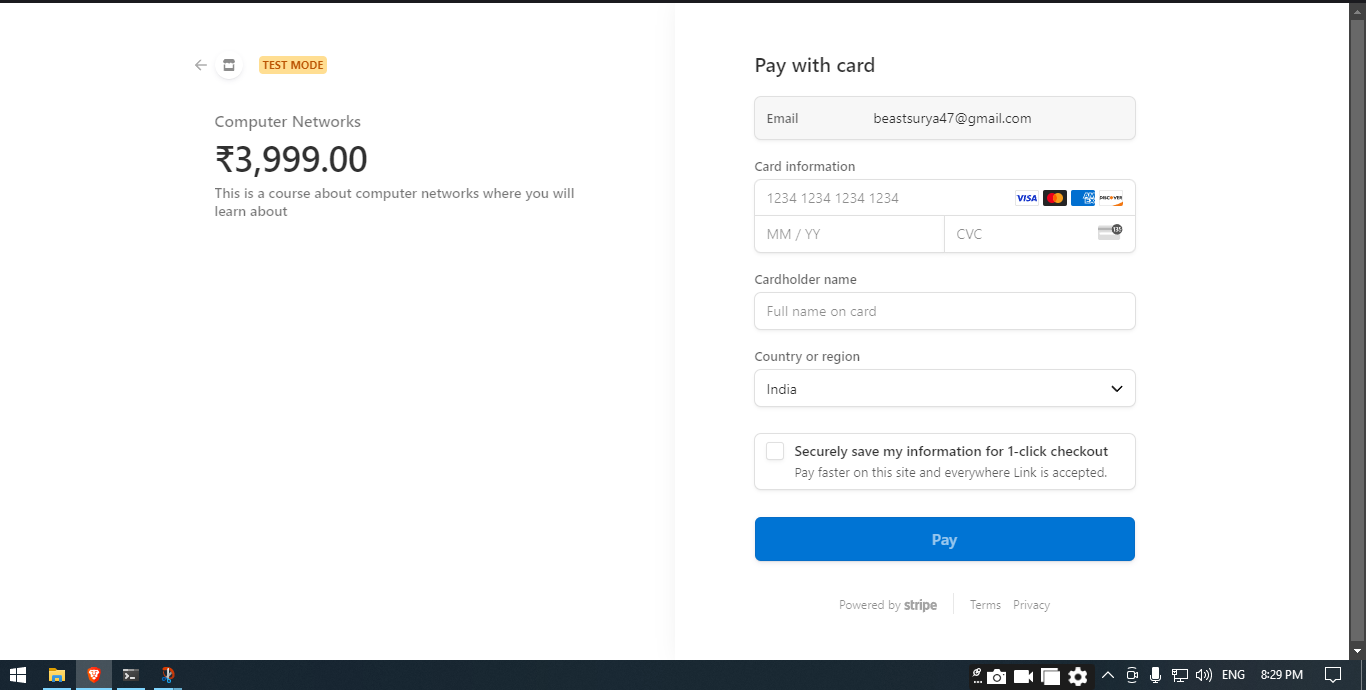 TEST MODE
Computer Networks
₹3,999.00
This is a course about computer networks where you will
learn about
Pay with card
Email beastsurya47@gmail.com
Card information
1234 1234 1234 1234 VISA AM EX DISCOVER
MM / YY CVC 135
Cardholder name
Full name on card
Country or region
India
Securely save my information for 1-click checkout
Pay faster on this site and everywhere Link is accepted.
Pay
Powered by stripe Terms Privacy
ENG 8:29 PM